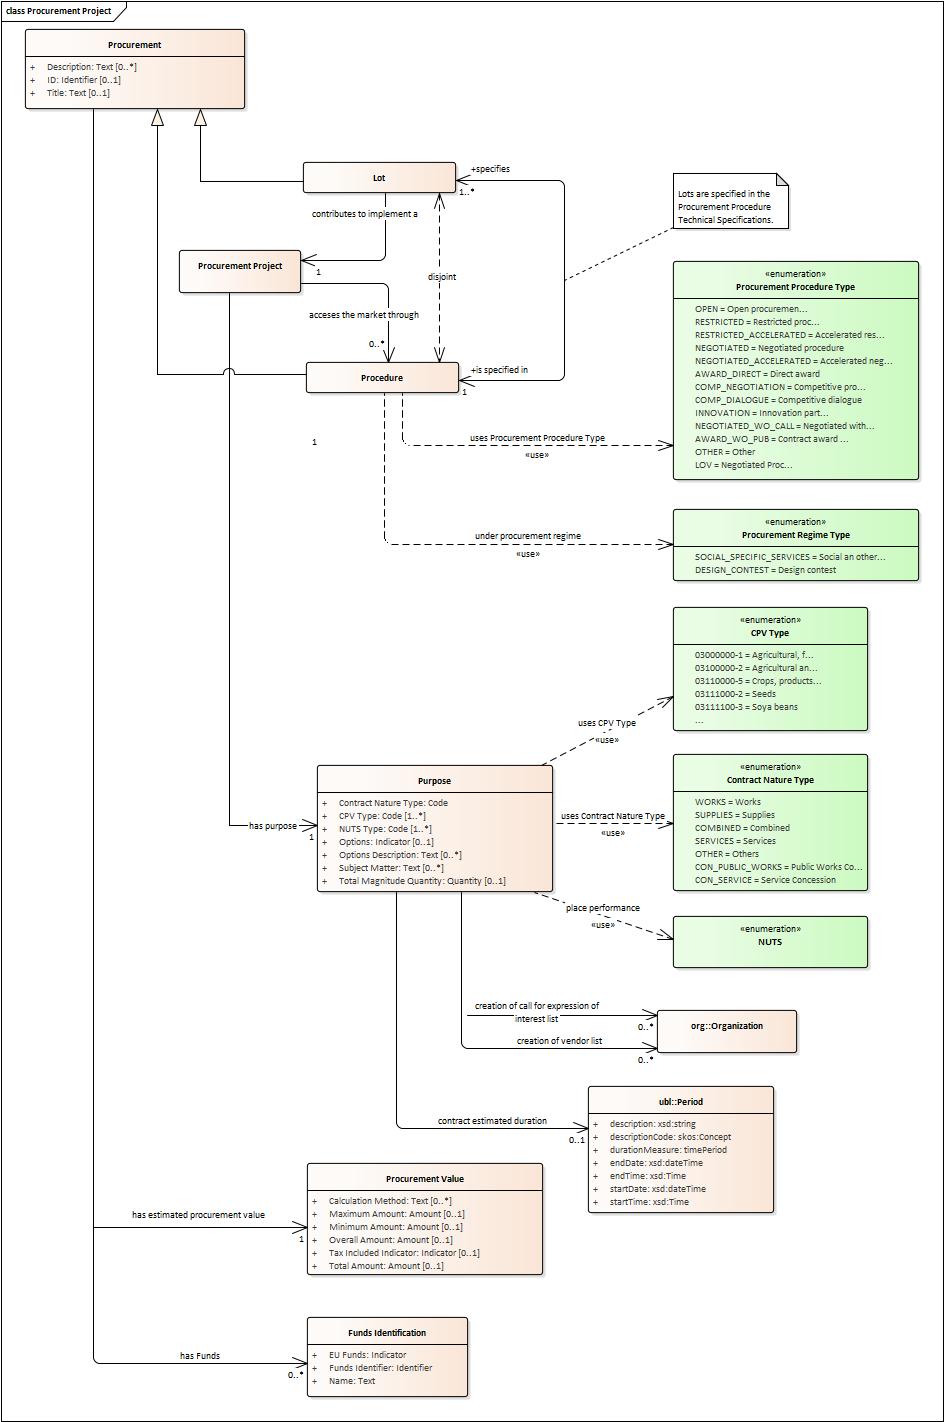 class Procurement Project
Procurement
+ Description: Text [0..*]
+ ID: Identifier [0..1]
+ Title: Text [0..1]
Lot
+specifies
1..*
contributes to implement a
1
Lots are specified in the
Procurement Procedure
Technical Specifications.
Procurement Project
disjoint
acceses the market through
0..*
Procedure
+is specified in
1
«enumeration»
Procurement Procedure Type
OPEN = Open procuremen...
RESTRICTED = Restricted proc...
RESTRICTED_ACCELERATED = Accelerated res...
NEGOTIATED = Negotiated procedure
NEGOTIATED_ACCELERATED = Accelerated neg...
AWARD_DIRECT = Direct award
COMP_NEGOTIATION = Competitive pro...
COMP_DIALOGUE = Competitive dialogue
INNOVATION = Innovation part...
NEGOTIATED_WO_CALL = Negotiated with...
AWARD_WO_PUB = Contract award ...
OTHER = Other
LOV = Negotiated Proc...
1
uses Procurement Procedure Type
«use»
under procurement regime
«use»
«enumeration»
Procurement Regime Type
SOCIAL_SPECIFIC_SERVICES = Social an other...
DESIGN_CONTEST = Design contest
«enumeration»
CPV Type
03000000-1 = Agricultural, f...
03100000-2 = Agricultural an...
03110000-5 = Crops, products...
03111000-2 = Seeds
03111100-3 = Soya beans
...
uses CPV Type
«use»
has purpose
1
Purpose
+ Contract Nature Type: Code
+ CPV Type: Code [1..*]
+ NUTS Type: Code [1..*]
+ Options: Indicator [0..1]
+ Options Description: Text [0..*]
+ Subject Matter: Text [0..*]
+ Total Magnitude Quantity: Quantity [0..1]
uses Contract Nature Type
«use»
«enumeration»
Contract Nature Type
WORKS = Works
SUPPLIES = Supplies
COMBINED = Combined
SERVICES = Services
OTHER = Others
CON_PUBLIC_WORKS = Public Works Co...
CON_SERVICE = Service Concession
place performance
«use»
«enumeration»
NUTS
creation of call for expression of
interest list
0..*
creation of vendor list
0..*
org::Organization
contract estimated duration
0..1
ubl::Period
+ description: xsd:string
+ descriptionCode: skos:Concept
+ durationMeasure: timePeriod
+ endDate: xsd:dateTime
+ endTime: xsd:Time
+ startDate: xsd:dateTime
+ startTime: xsd:Time
has estimated procurement value
1
Procurement Value
+ Calculation Method: Text [0..*]
+ Maximum Amount: Amount [0..1]
+ Minimum Amount: Amount [0..1]
+ Overall Amount: Amount [0..1]
+ Tax Included Indicator: Indicator [0..1]
+ Total Amount: Amount [0..1]
has Funds
0..*
Funds Identification
+ EU Funds: Indicator
+ Funds Identifier: Identifier
+ Name: Text